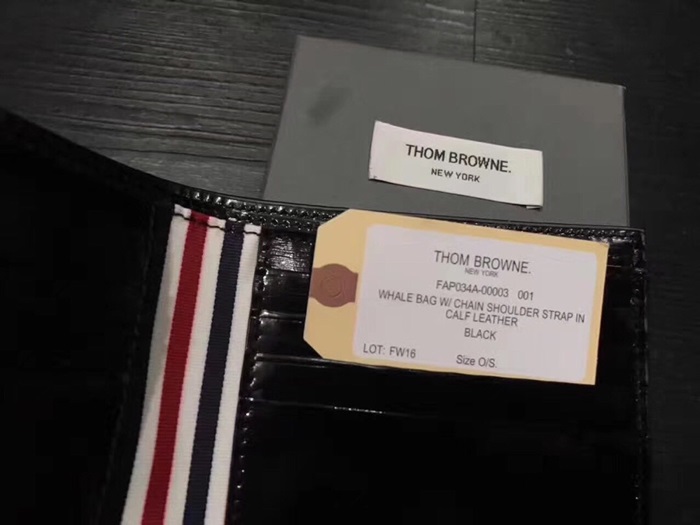 THOM BROWNE.
NEW YORK
THOM BROWNE.
NEW YORK
FAP034A-00003 001
WHALE BAG W/ CHAIN SHOULDER STRAP IN
CALF LEATHER
BLACK
LOT: FW16 Size O/S.